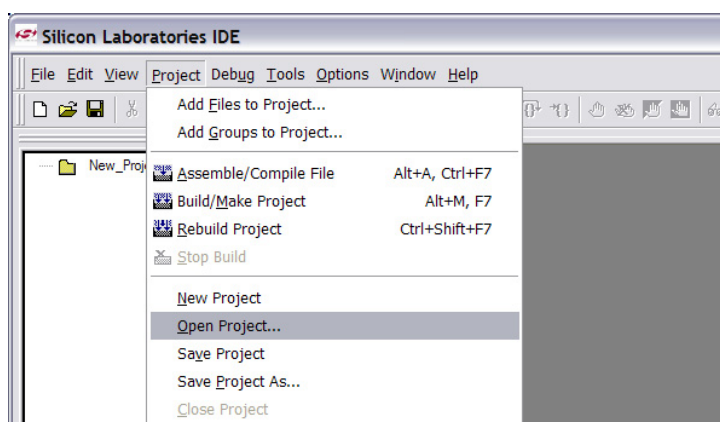 Silicon Laboratories IDE
File Edit View Project Debug Tools Options Window Help
Add Files to Project...
Add Groups to Project...
New_Proj
Assemble/Compile File Alt+A, Ctrl+F7
Build/Make Project Alt+M, F7
Rebuild Project Ctrl+Shift+F7
Stop Build
New Project
Open Project...
Save Project
Save Project As...
Close Project